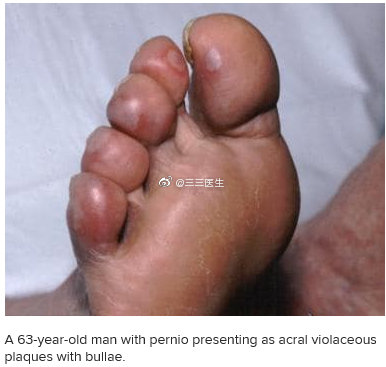 @三三医生
A 63-year-old man with pernio presenting as acral violaceous
plaques with bullae.